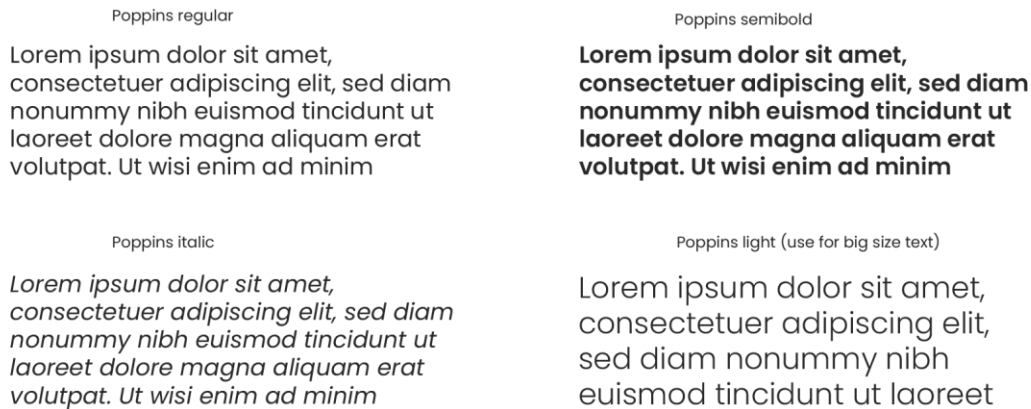 Poppins regular
Lorem ipsum dolor sit amet,
consectetuer adipiscing elit, sed diam
nonummy nibh euismod tincidunt ut
laoreet dolore magna aliquam erat
volutpat. Ut wisi enim ad minim
Poppins semibold
Lorem ipsum dolor sit amet,
consectetuer adipiscing elit, sed diam
nonummy nibh euismod tincidunt ut
laoreet dolore magna aliquam erat
volutpat. Ut wisi enim ad minim
Poppins italic
Lorem ipsum dolor sit amet,
consectetuer adipiscing elit, sed diam
nonummy nibh euismod tincidunt ut
laoreet dolore magna aliquam erat
volutpat. Ut wisi enim ad minim
Poppins light (use for big size text)
Lorem ipsum dolor sit amet,
consectetuer adipiscing elit,
sed diam nonummy nibh
euismod tincidunt ut laoreet